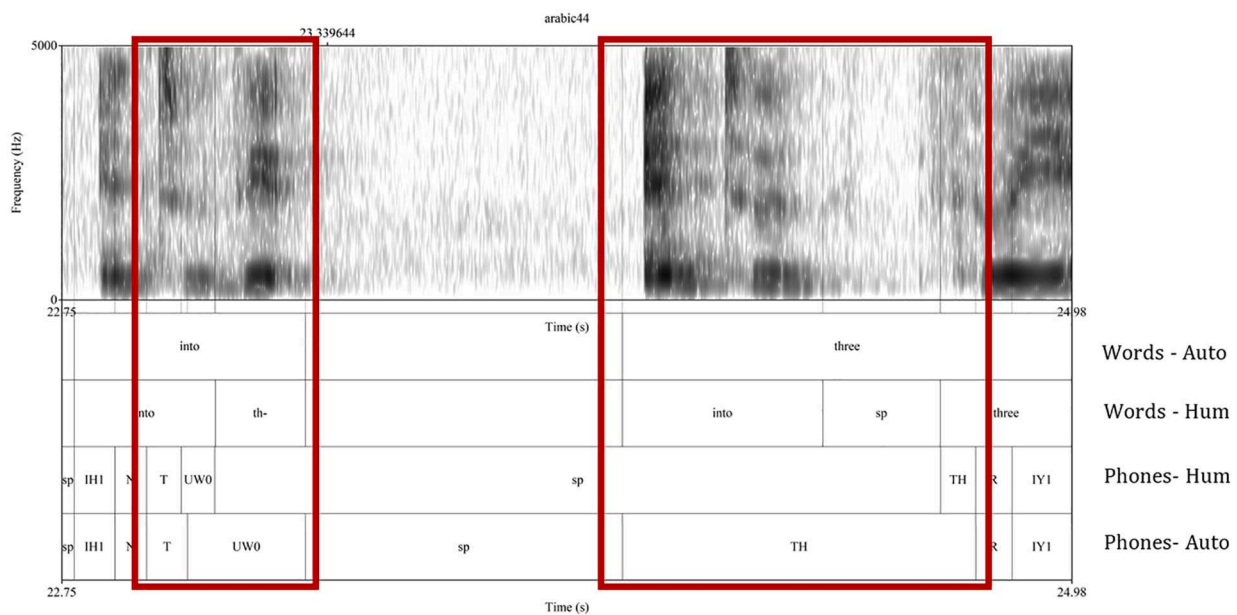 arabic44
23.339644
5000
Frequency (Hz)
0
22.75 Time (s) 24.98
into three Words - Auto
into th- into sp three Words - Hum
sp IH1 N T UW0 sp TH R IY1 Phones- Hum
sp IH1 N T UW0 sp TH R IY1 Phones- Auto
22.75 Time (s) 24.98